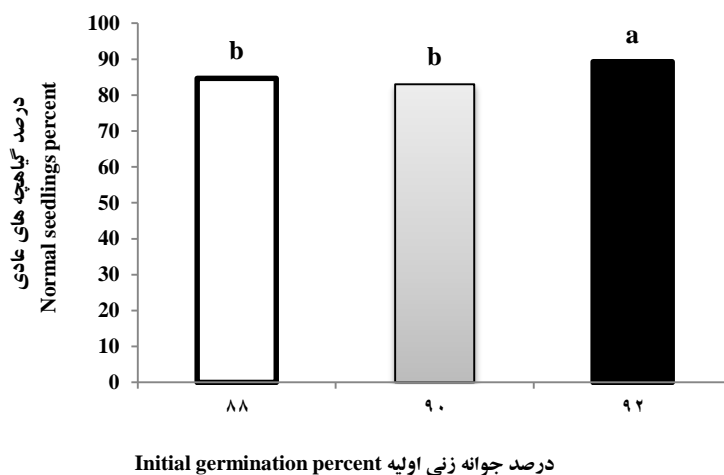 100
90
80
70
60
50
40
30
20
10
0
b
b
a
درصد گیاهچه های عادی
Normal seedlings percent
۸۸
۹۰
۹۲
Initial germination percent درصد جوانه زنی اولیه